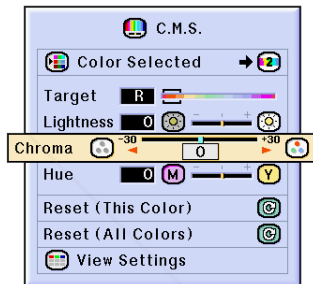 C.M.S.
Color Selected 2
Target R
Lightness 0 - +
Chroma -30 0 +30
Hue 0 M Y
Reset (This Color)
Reset (All Colors)
View Settings